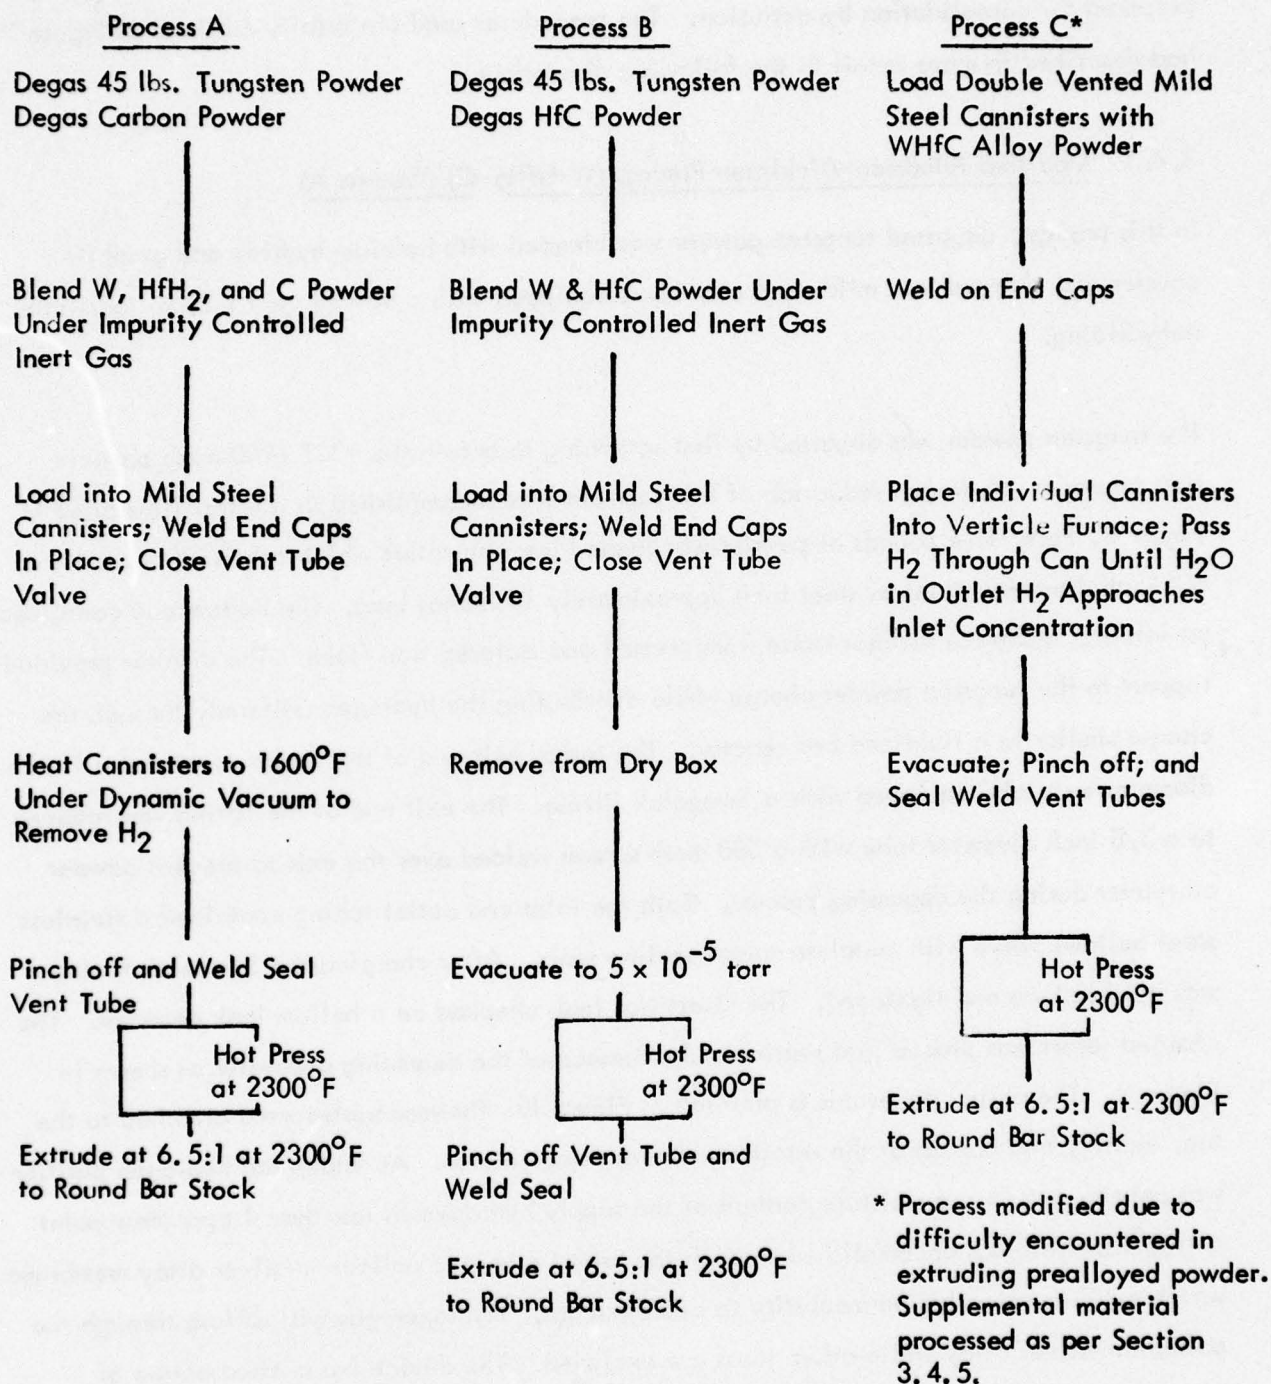 Process A
Degas 45 lbs. Tungsten Powder
Degas Carbon Powder
Blend W, HfH₂, and C Powder
Under Impurity Controlled
Inert Gas
Load into Mild Steel
Cannisters; Weld End Caps
In Place; Close Vent Tube
Valve
Heat Cannisters to 1600°F
Under Dynamic Vacuum to
Remove H₂
Pinch off and Weld Seal
Vent Tube
Hot Press
at 2300°F
Extrude at 6.5:1 at 2300°F
to Round Bar Stock
Process B
Degas 45 lbs. Tungsten Powder
Degas HfC Powder
Blend W & HfC Powder Under
Impurity Controlled Inert Gas
Load into Mild Steel
Cannisters; Weld End Caps
In Place; Close Vent Tube
Valve
Remove from Dry Box
Evacuate to 5 x 10⁻⁵ torr
Hot Press
at 2300°F
Pinch off Vent Tube and
Weld Seal
Extrude at 6.5:1 at 2300°F
to Round Bar Stock
Process C*
Load Double Vented Mild
Steel Cannisters with
WHfC Alloy Powder
Weld on End Caps
Place Individual Cannisters
Into Verticle Furnace; Pass
H₂ Through Can Until H₂O
in Outlet H₂ Approaches
Inlet Concentration
Evacuate; Pinch off; and
Seal Weld Vent Tubes
Hot Press
at 2300°F
Extrude at 6.5:1 at 2300°F
to Round Bar Stock
* Process modified due to
difficulty encountered in
extruding prealloyed powder.
Supplemental material
processed as per Section
3.4.5.